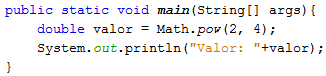 public static void main(String[] args){
    double valor = Math.pow(2, 4);
    System.out.println("Valor: "+valor);
}